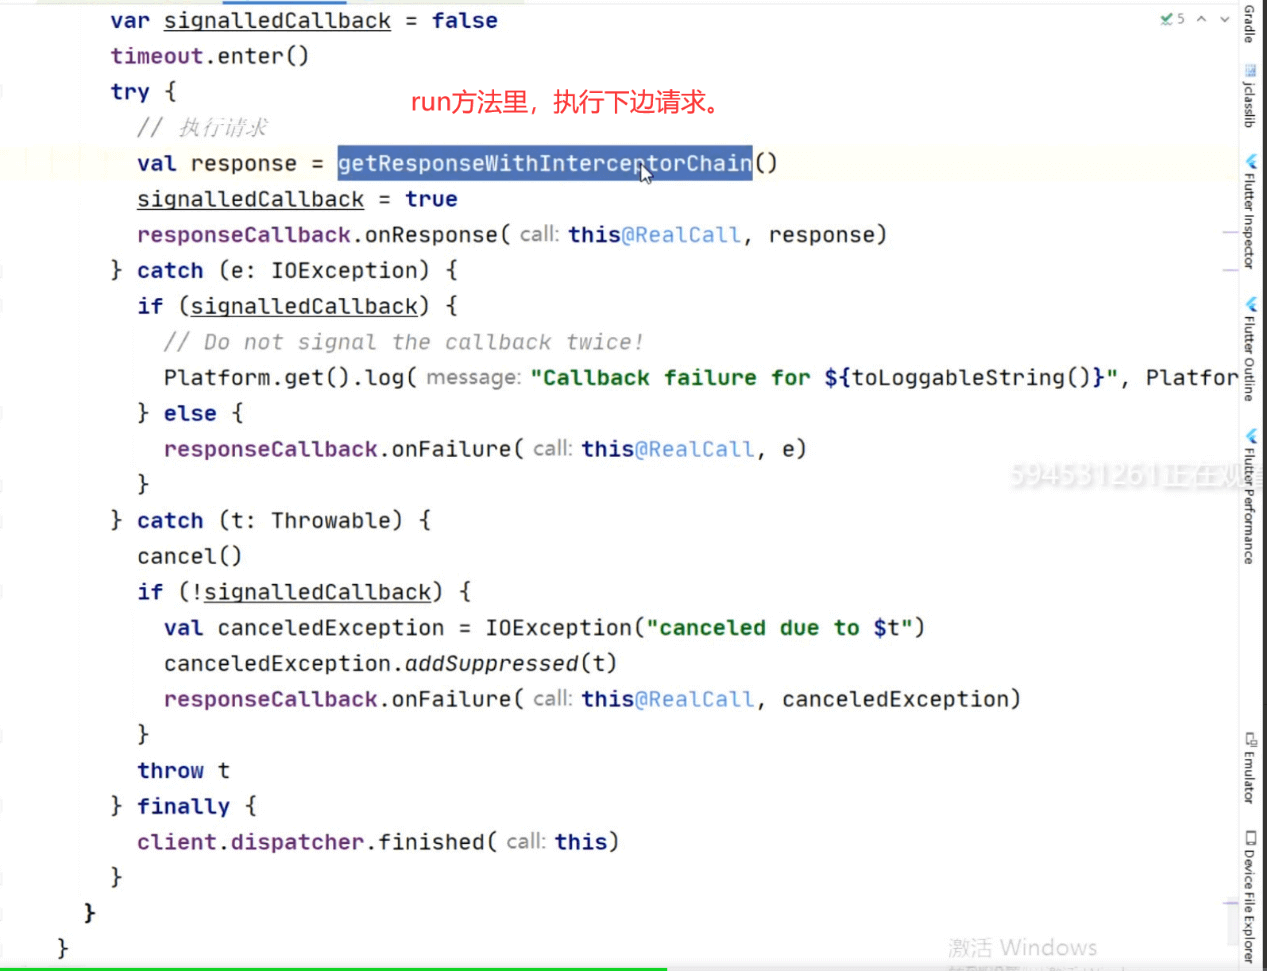 var signalledCallback = false
timeout.enter()
try {
run方法里，执行下边请求。
// 执行请求
val response = getResponseWithInterceptorChain()
signalledCallback = true
responseCallback.onResponse( call: this@RealCall, response)
} catch (e: IOException) {
if (signalledCallback) {
// Do not signal the callback twice!
Platform.get().log( message: "Callback failure for ${toLoggableString()}", Platfor
} else {
responseCallback.onFailure( call: this@RealCall, e)
}
} catch (t: Throwable) {
cancel()
if (!signalledCallback) {
val canceledException = IOException("canceled due to $t")
canceledException.addSuppressed(t)
responseCallback.onFailure( call: this@RealCall, canceledException)
}
throw t
} finally {
client.dispatcher.finished( call: this)
}
}
}
5
Gradle
jclasslib
Flutter Inspector
Flutter Outline
Flutter Performance
Emulator
Device File Explorer
594531261正在观
激活 Windows